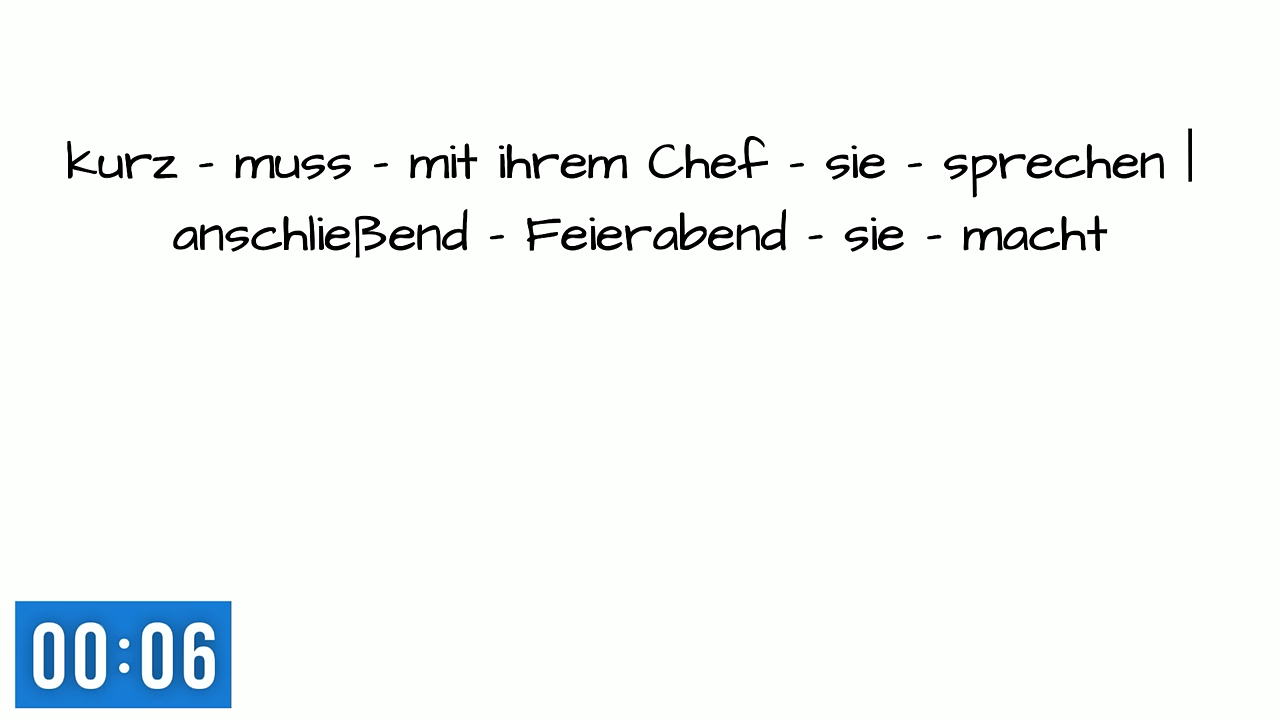 kurz - muss - mit ihrem Chef - sie - sprechen |
anschließend - Feierabend - sie - macht
00:06